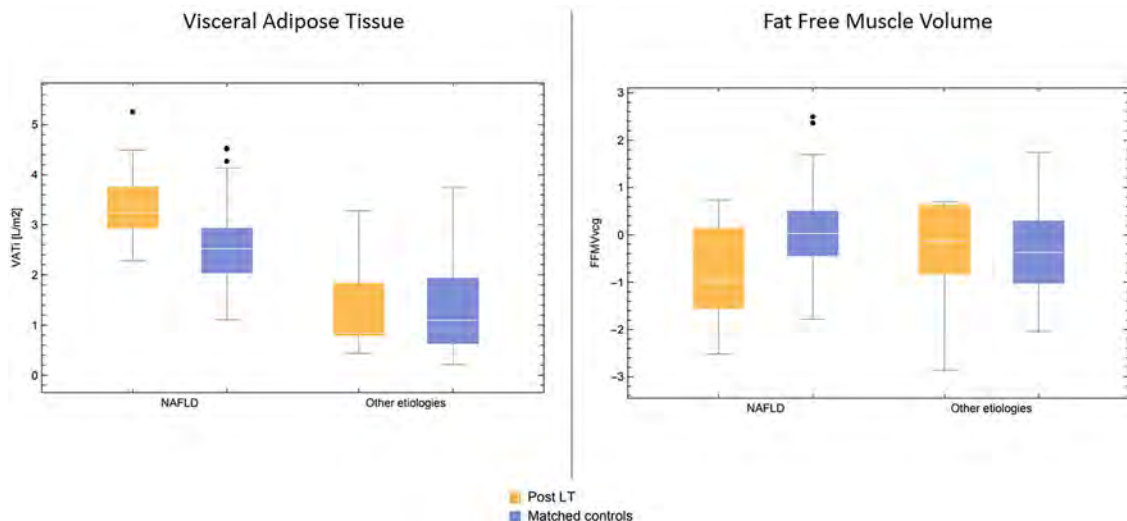 Visceral Adipose Tissue
VATi [L/m2]
5
4
3
2
1
0
NAFLD
Other etiologies
Fat Free Muscle Volume
FFMVvcg
3
2
1
0
−1
−2
−3
NAFLD
Other etiologies
Post LT
Matched controls